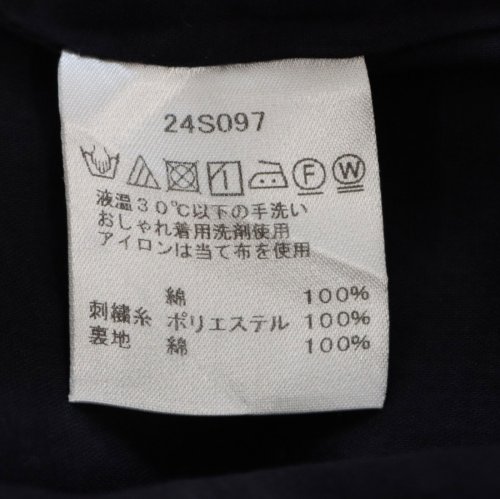 24S097
F W
液温30℃以下の手洗い
おしゃれ着用洗剤使用
アイロンは当て布を使用
綿 100%
刺繍糸 ポリエステル 100%
裏地 綿 100%